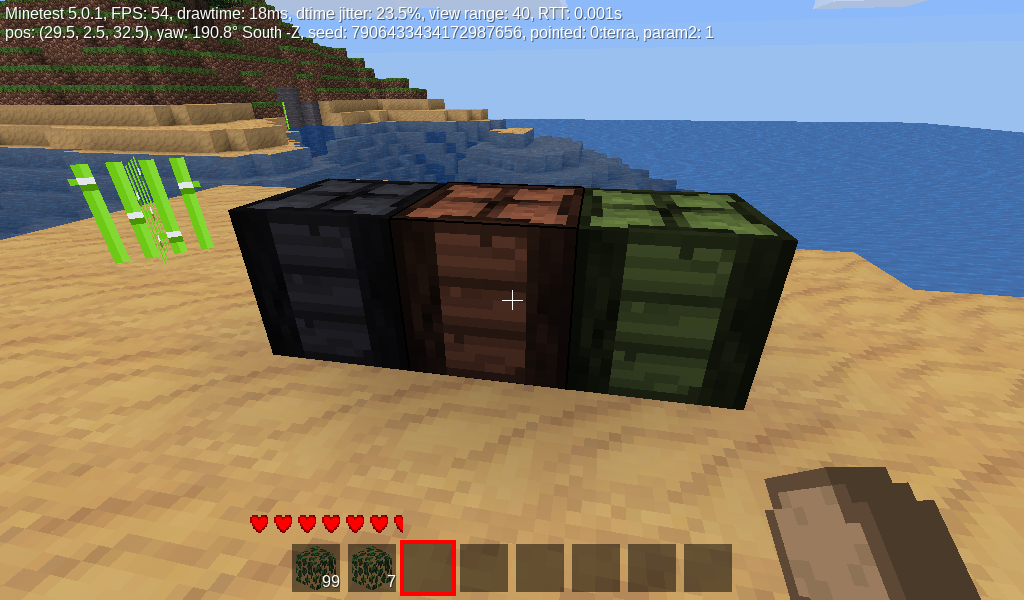 Minetest 5.0.1, FPS: 54, drawtime: 18ms, dtime jitter: 23.5%, view range: 40, RTT: 0.001s
pos: (29.5, 2.5, 32.5), yaw: 190.8° South -Z, seed: 7906433434172987656, pointed: 0:terra, param2: 1
99 7